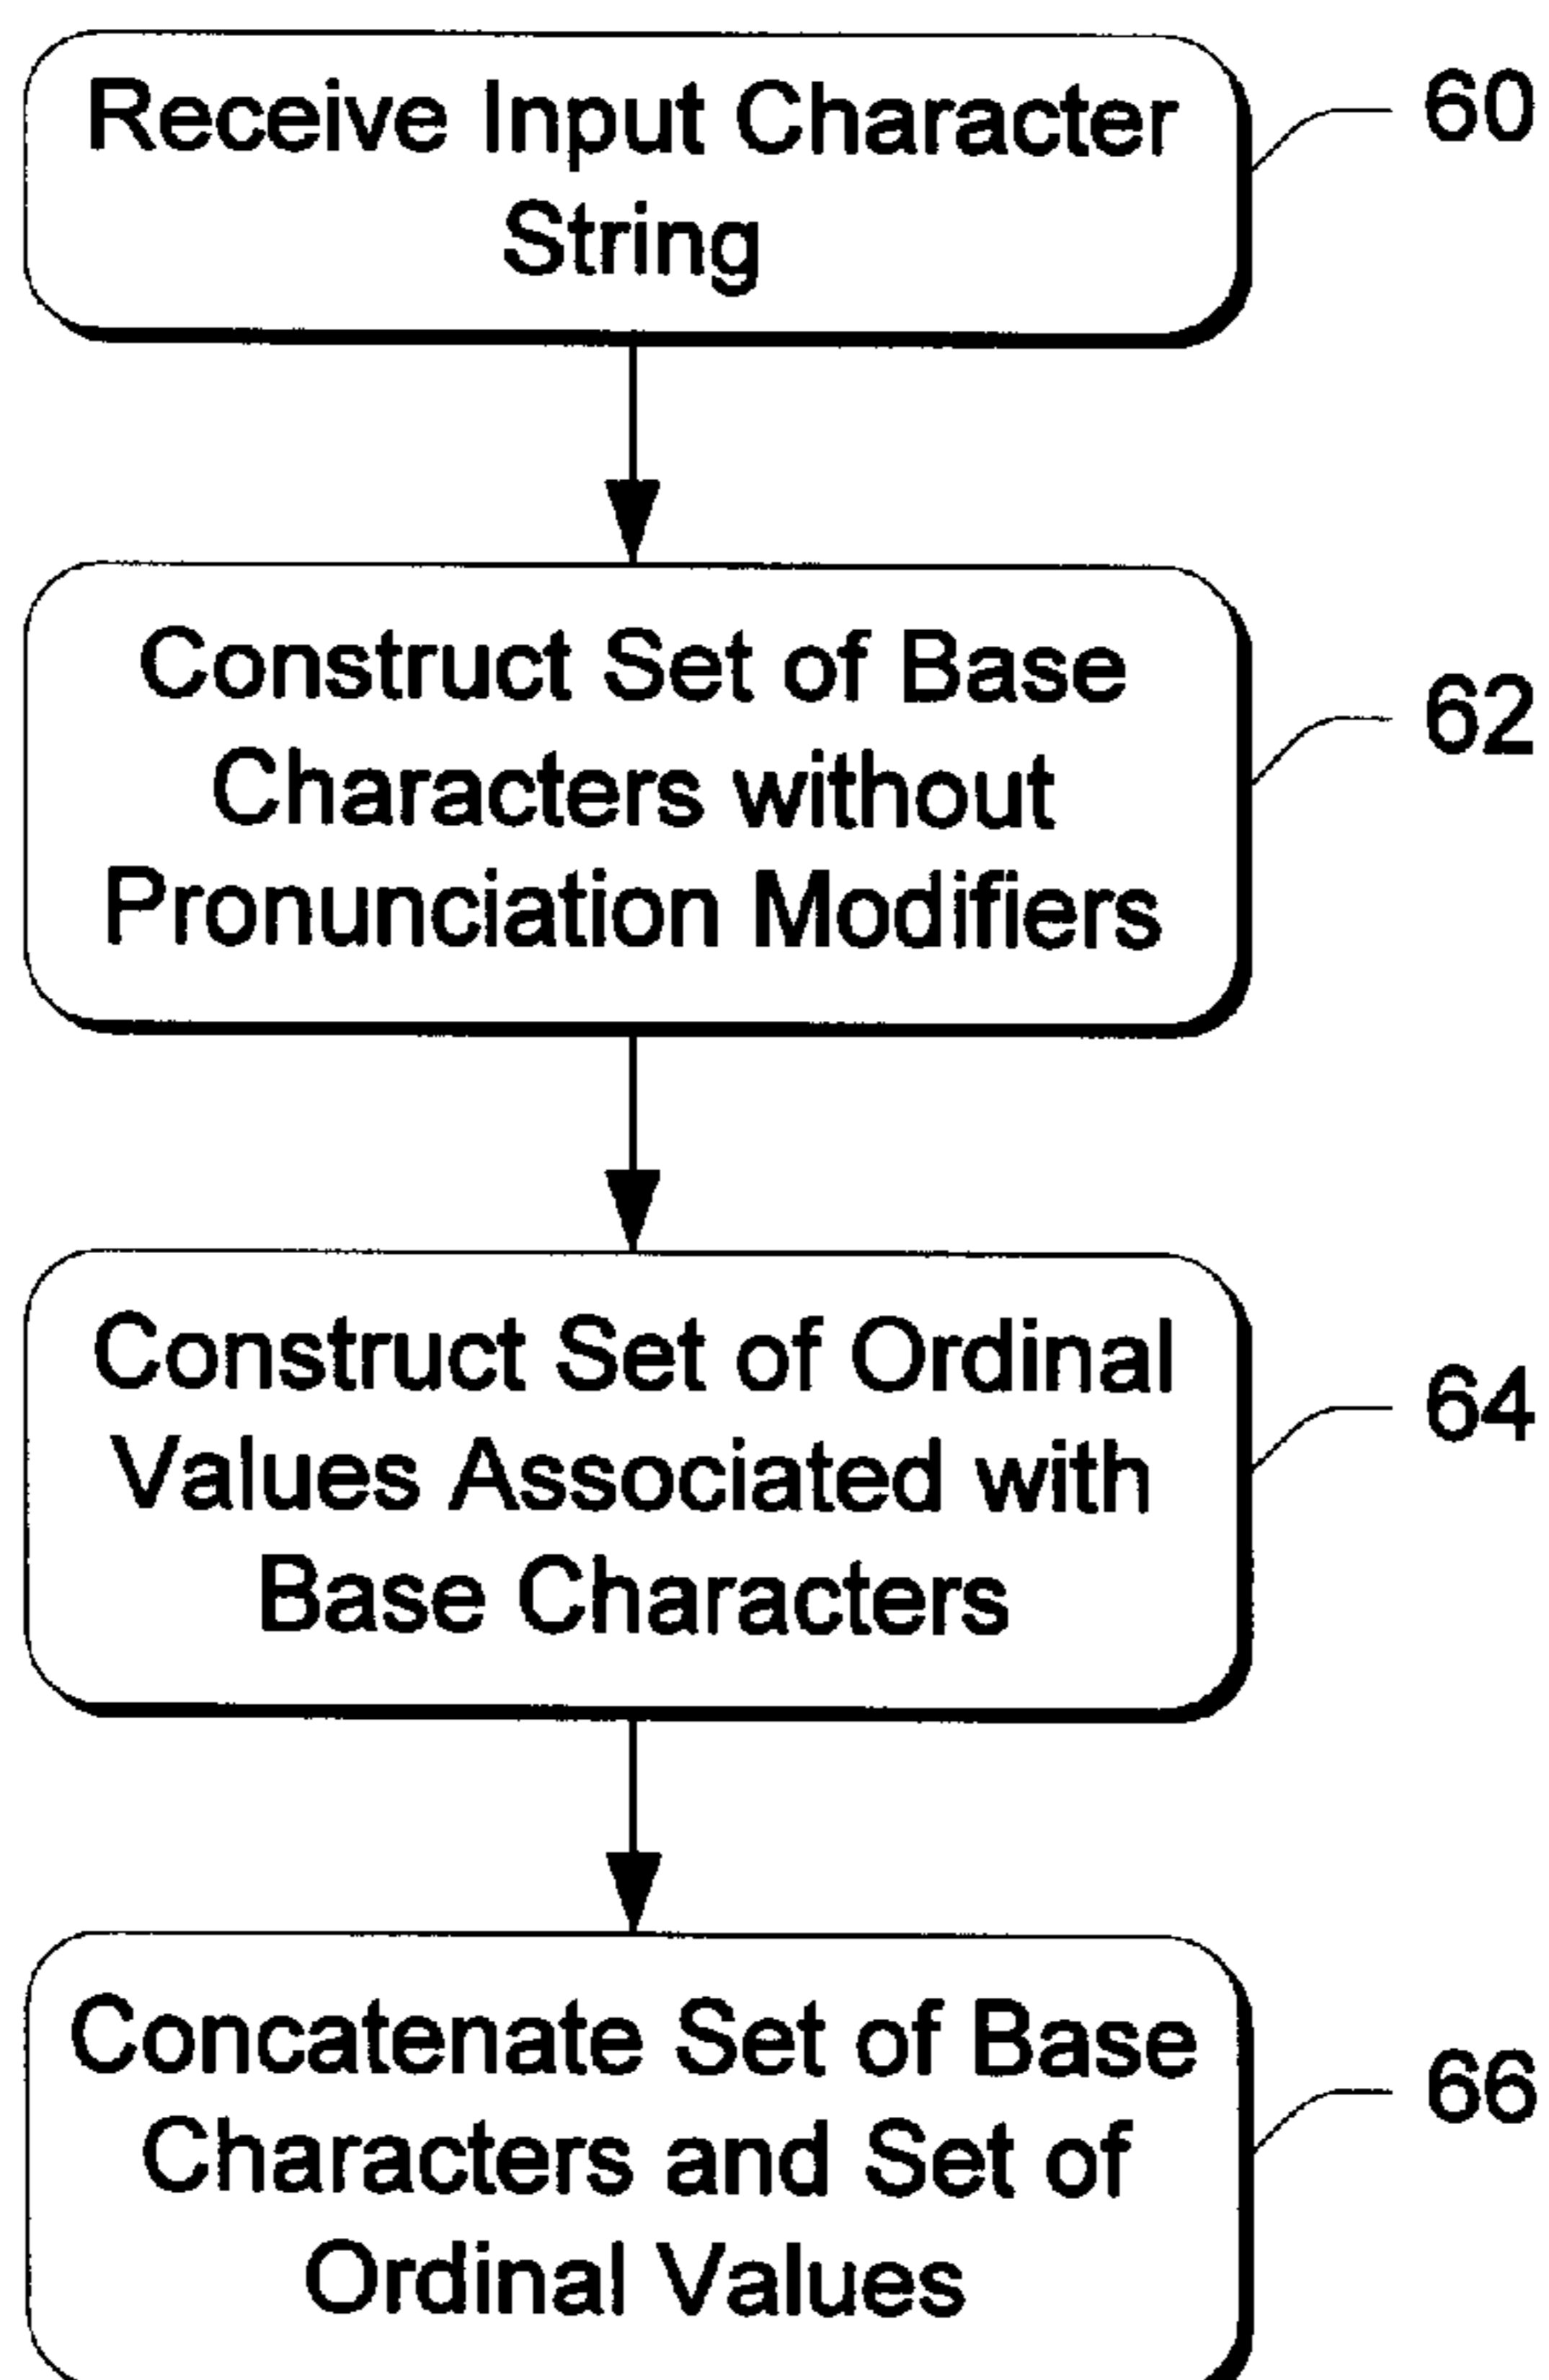 Receive Input Character
String
60
Construct Set of Base
Characters without
Pronunciation Modifiers
62
Construct Set of Ordinal
Values Associated with
Base Characters
64
Concatenate Set of Base
Characters and Set of
Ordinal Values
66